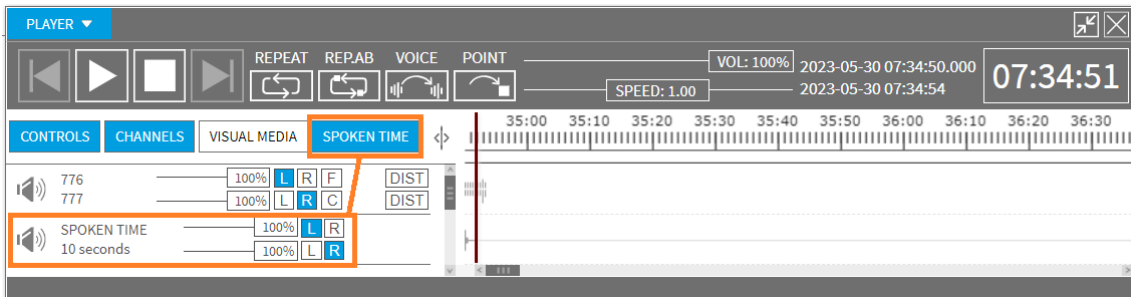 PLAYER
REPEAT REP.AB VOICE POINT
VOL: 100%
SPEED: 1.00
2023-05-30 07:34:50.000
2023-05-30 07:34:54
07:34:51
CONTROLS CHANNELS VISUAL MEDIA SPOKEN TIME
35:00 35:10 35:20 35:30 35:40 35:50 36:00 36:10 36:20 36:30
776 100% L R F DIST
777 100% L R C DIST
SPOKEN TIME 100% L R
10 seconds 100% L R